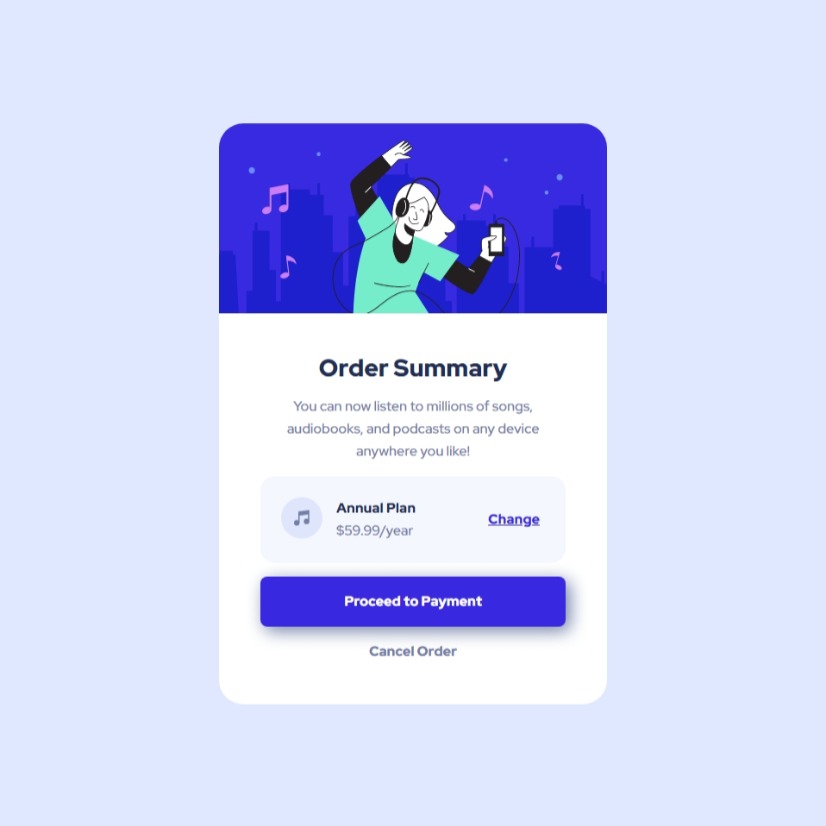 Order Summary
You can now listen to millions of songs,
audiobooks, and podcasts on any device
anywhere you like!
Annual Plan
$59.99/year
Change
Proceed to Payment
Cancel Order